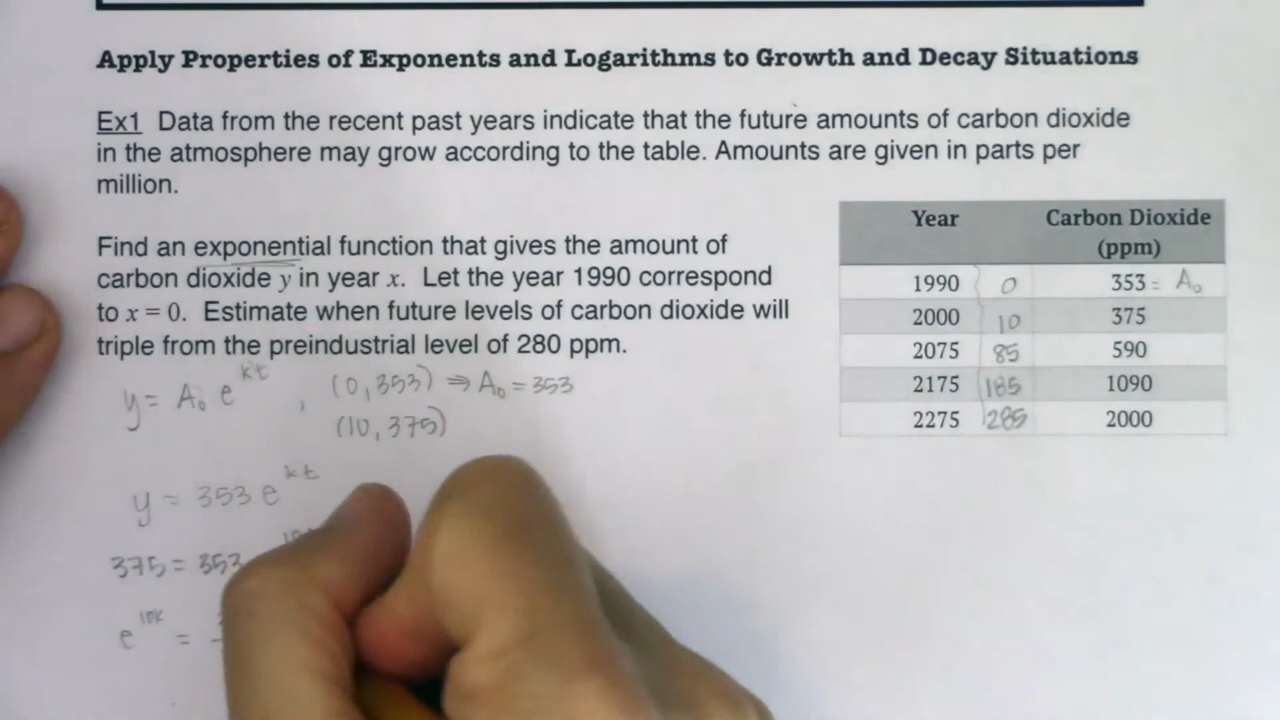 Apply Properties of Exponents and Logarithms to Growth and Decay Situations
Ex1 Data from the recent past years indicate that the future amounts of carbon dioxide
in the atmosphere may grow according to the table. Amounts are given in parts per
million.
Find an exponential function that gives the amount of
carbon dioxide y in year x. Let the year 1990 correspond
to x = 0. Estimate when future levels of carbon dioxide will
triple from the preindustrial level of 280 ppm.
Year Carbon Dioxide
(ppm)
1990 0 353 = A₀
2000 10 375
2075 85 590
2175 185 1090
2275 285 2000
y = A₀ e^kt , (0,353) ⇒ A₀ = 353
(10,375)
y = 353 e^kt
375 = 353
e^10k =